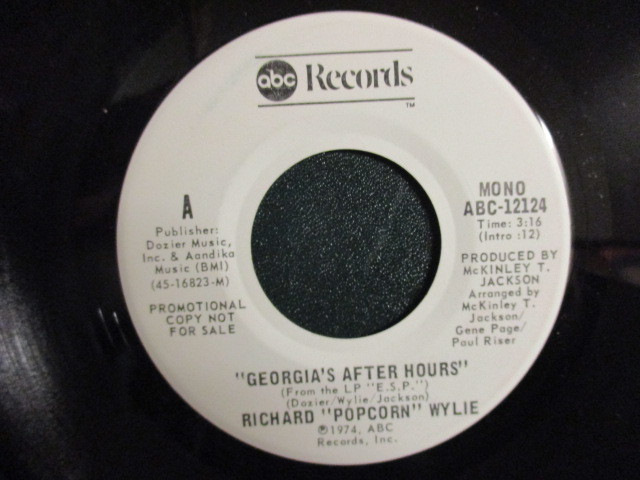 abc Records
TM
A
Publisher:
Dozier Music,
Inc. & Aandika
Music (BMI)
(45-16823-M)
PROMOTIONAL
COPY NOT
FOR SALE
MONO
ABC-12124
Time: 3:16
(Intro :12)
PRODUCED BY
McKINLEY T.
JACKSON
Arranged by
McKinley T.
Jackson/
Gene Page/
Paul Riser
"GEORGIA'S AFTER HOURS"
(From the LP "E.S.P.")
(Dozier/Wylie/Jackson)
RICHARD "POPCORN" WYLIE
℗1974, ABC
Records, Inc.